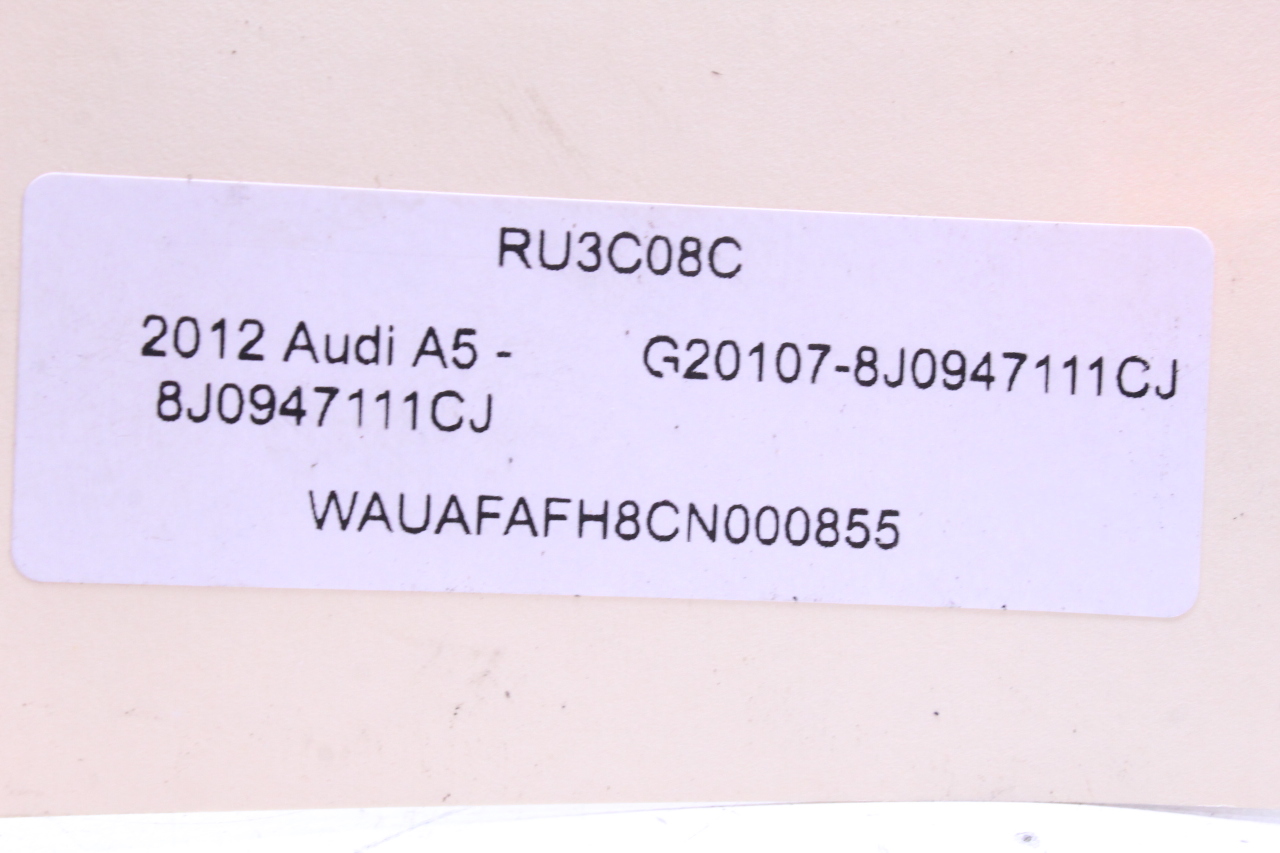 RU3C08C
2012 Audi A5 -
8J0947111CJ
G20107-8J0947111CJ
WAUAFAFH8CN000855